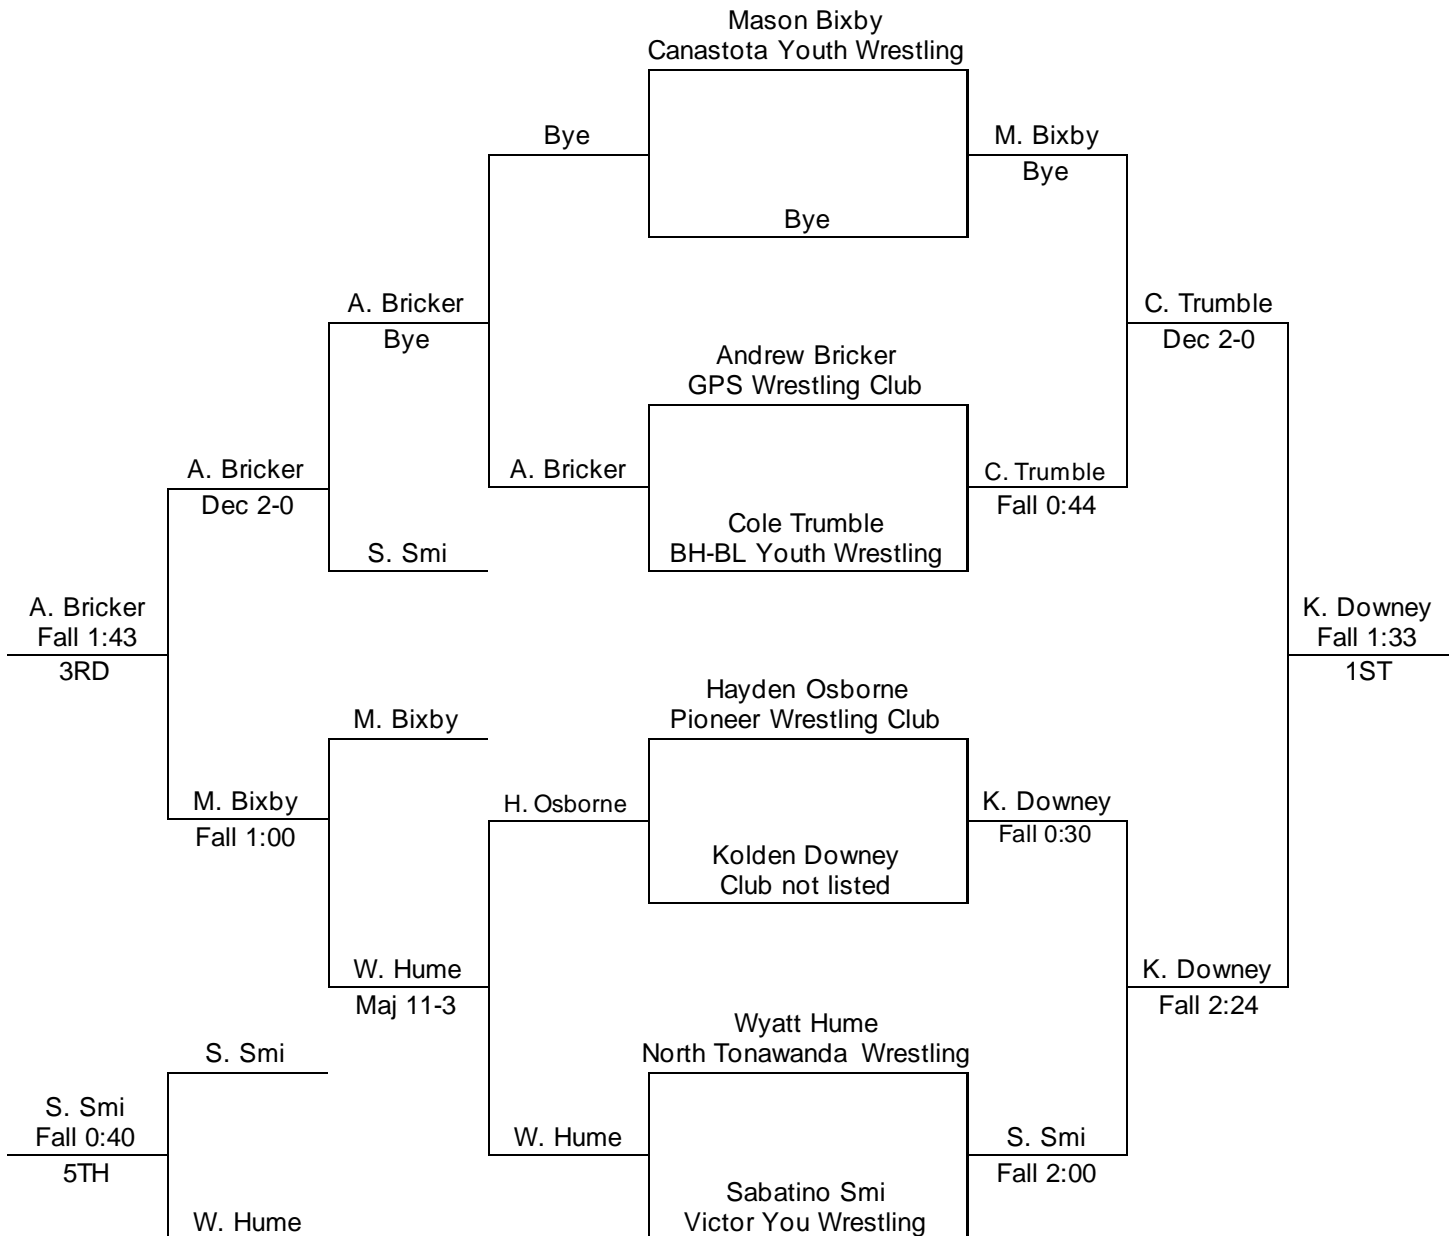 Mason Bixby
Canastota Youth Wrestling
Bye
M. Bixby
Bye
Bye
A. Bricker
Bye
C. Trumble
Dec 2-0
Andrew Bricker
GPS Wrestling Club
A. Bricker
Dec 2-0
A. Bricker
C. Trumble
Fall 0:44
Cole Trumble
BH-BL Youth Wrestling
S. Smi
A. Bricker
Fall 1:43
3RD
K. Downey
Fall 1:33
1ST
Hayden Osborne
Pioneer Wrestling Club
M. Bixby
M. Bixby
Fall 1:00
H. Osborne
K. Downey
Fall 0:30
Kolden Downey
Club not listed
W. Hume
Maj 11-3
K. Downey
Fall 2:24
Wyatt Hume
North Tonawanda Wrestling
S. Smi
S. Smi
Fall 0:40
5TH
W. Hume
S. Smi
Fall 2:00
Sabatino Smi
Victor You Wrestling
W. Hume